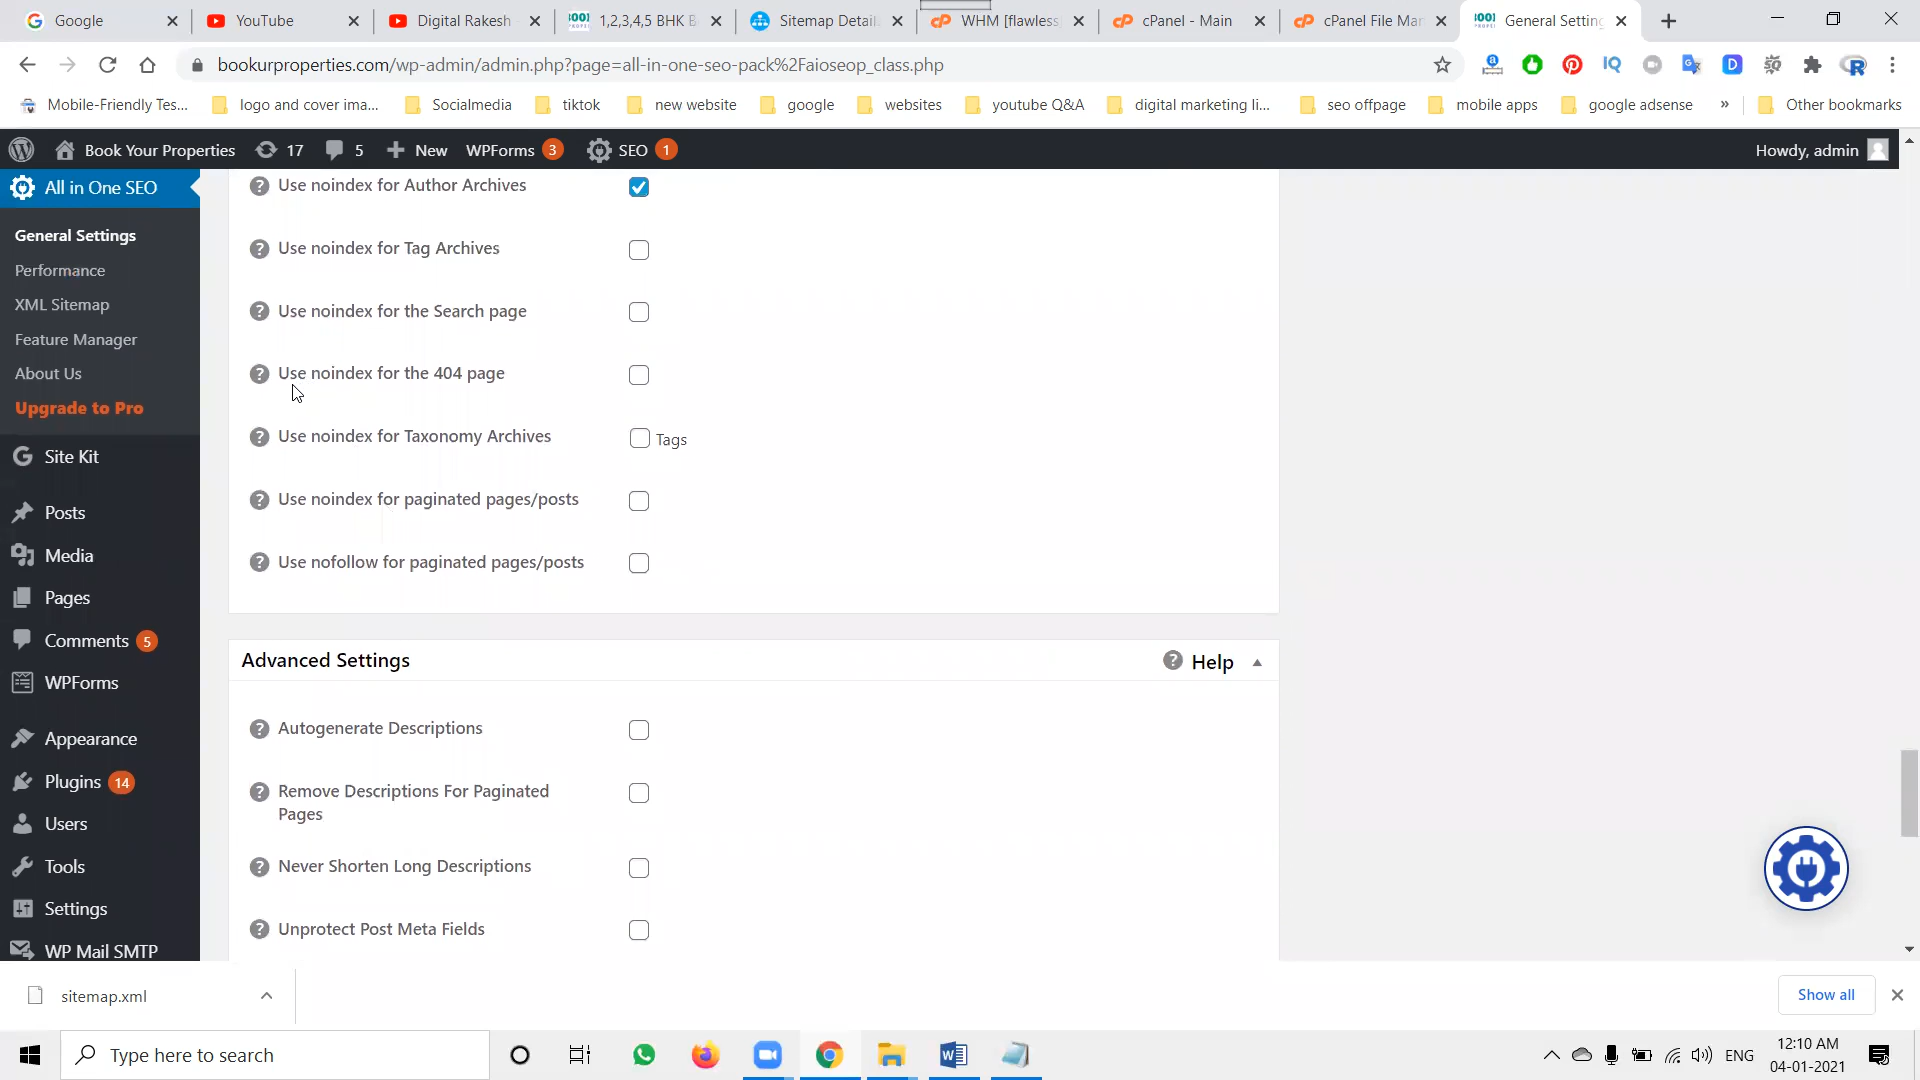 Google
YouTube
Digital Rakesh
1,2,3,4,5 BHK B
Sitemap Detail
WHM [flawless
cPanel - Main
cPanel File Mar
General Setting
bookurproperties.com/wp-admin/admin.php?page=all-in-one-seo-pack%2Faioseop_class.php
Mobile-Friendly Tes...
logo and cover ima...
Socialmedia
tiktok
new website
google
websites
youtube Q&A
digital marketing li...
seo offpage
mobile apps
google adsense
»
Other bookmarks
Book Your Properties
17
5
New
WPForms 3
SEO 1
Howdy, admin
All in One SEO
General Settings
Performance
XML Sitemap
Feature Manager
About Us
Upgrade to Pro
Site Kit
Posts
Media
Pages
Comments 5
WPForms
Appearance
Plugins 14
Users
Tools
Settings
WP Mail SMTP
Use noindex for Author Archives
Use noindex for Tag Archives
Use noindex for the Search page
Use noindex for the 404 page
Use noindex for Taxonomy Archives
Tags
Use noindex for paginated pages/posts
Use nofollow for paginated pages/posts
Advanced Settings
Help
Autogenerate Descriptions
Remove Descriptions For Paginated
Pages
Never Shorten Long Descriptions
Unprotect Post Meta Fields
sitemap.xml
Show all
Type here to search
ENG
12:10 AM
04-01-2021